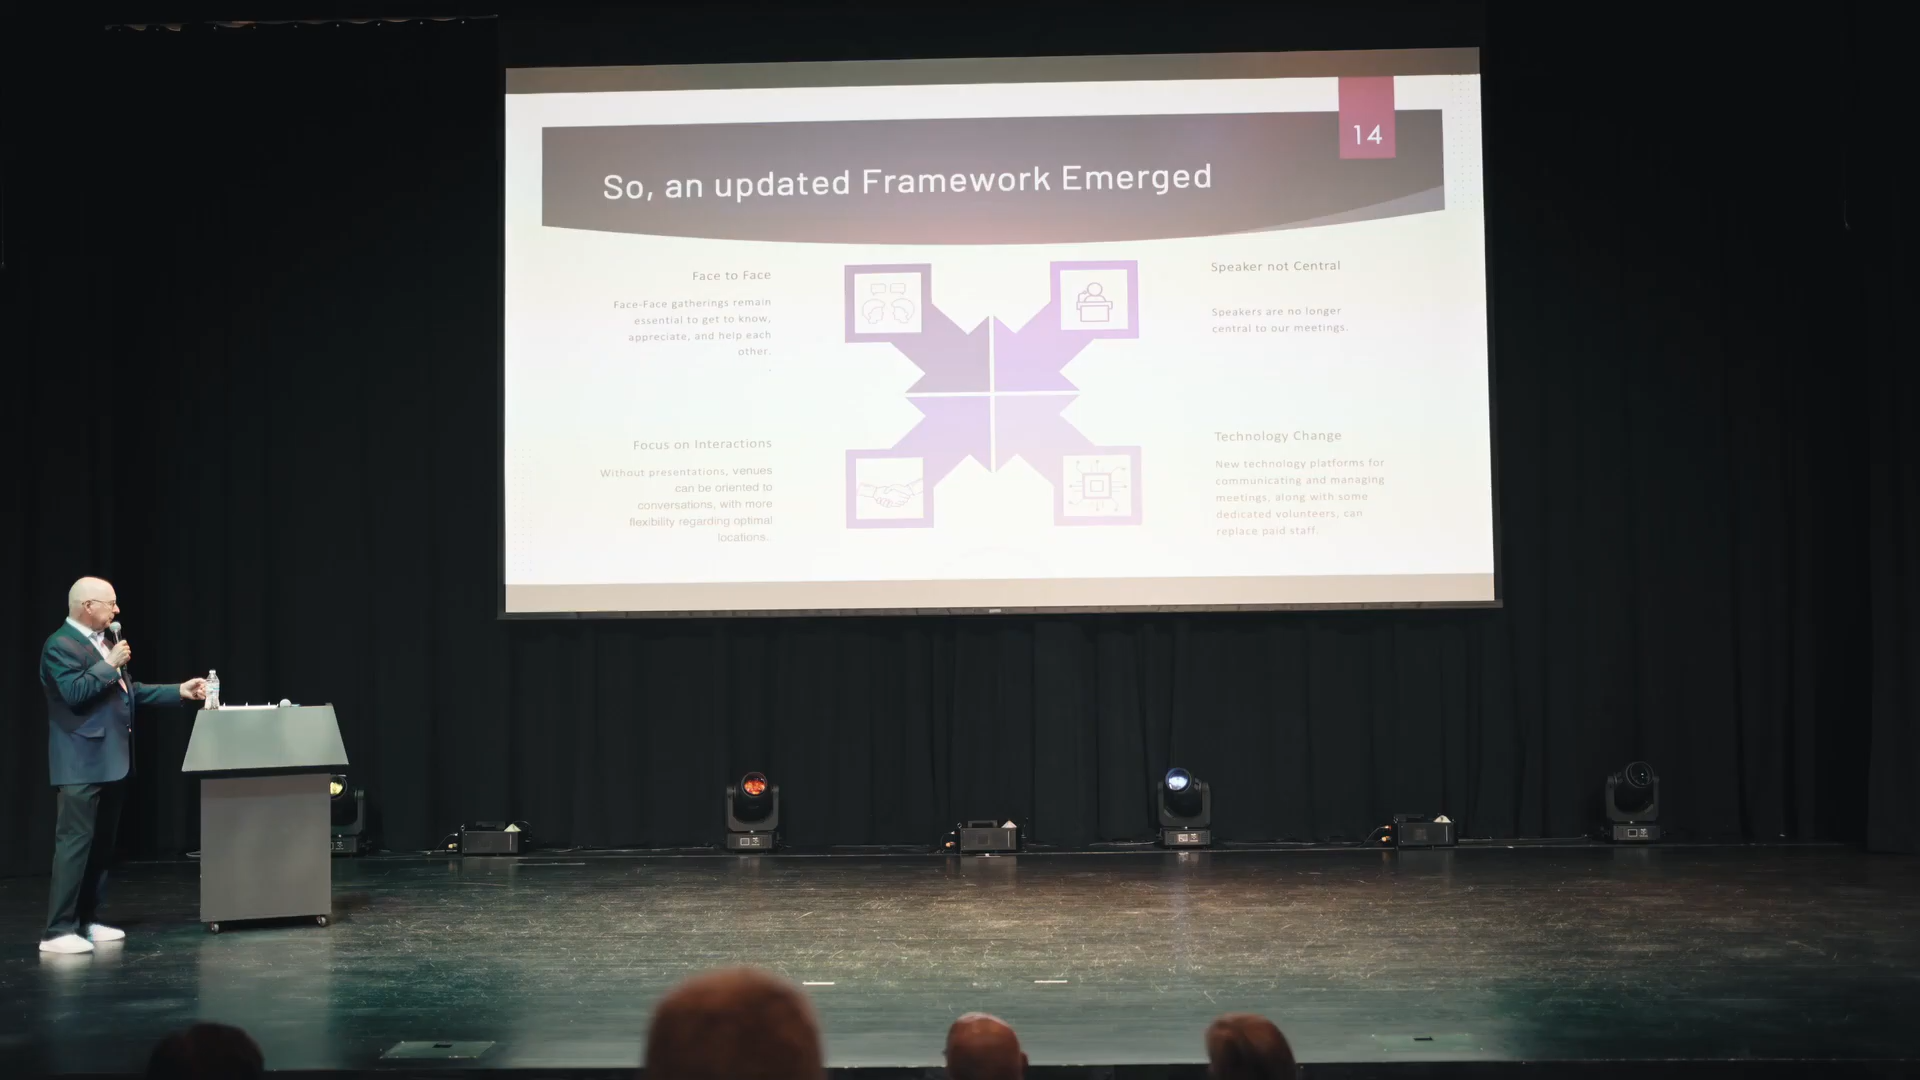 14
So, an updated Framework Emerged
Face to Face
Face-Face gatherings remain
essential to get to know,
appreciate, and help each
other.
.
Speaker not Central
Speakers are no longer
central to our meetings.
Focus on Interactions
Without presentations, venues
can be oriented to
conversations, with more
flexibility regarding optimal
locations.
Technology Change
New technology platforms for
communicating and managing
meetings, along with some
dedicated volunteers, can
replace paid staff.